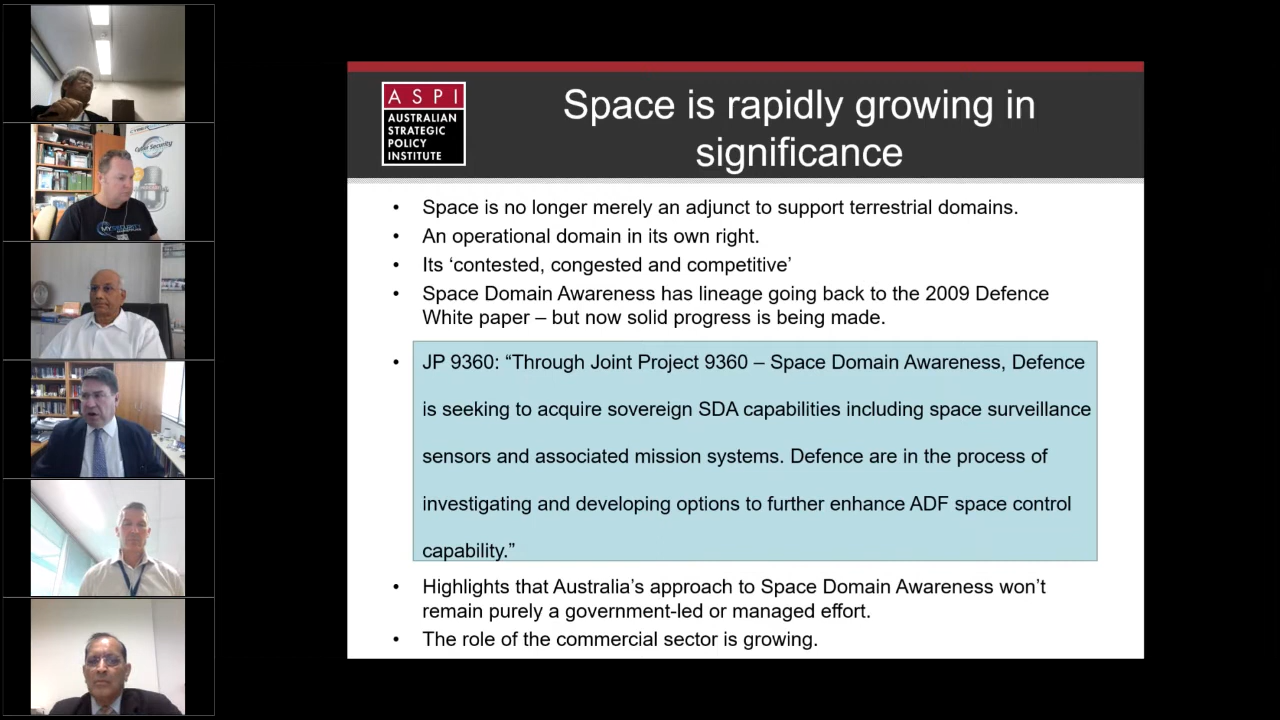 ASPI
AUSTRALIAN
STRATEGIC
POLICY
INSTITUTE
Space is rapidly growing in
significance
• Space is no longer merely an adjunct to support terrestrial domains.
• An operational domain in its own right.
• Its ‘contested, congested and competitive’
• Space Domain Awareness has lineage going back to the 2009 Defence
White paper – but now solid progress is being made.
• JP 9360: “Through Joint Project 9360 – Space Domain Awareness, Defence
is seeking to acquire sovereign SDA capabilities including space surveillance
sensors and associated mission systems. Defence are in the process of
investigating and developing options to further enhance ADF space control
capability.”
• Highlights that Australia’s approach to Space Domain Awareness won’t
remain purely a government-led or managed effort.
• The role of the commercial sector is growing.
Cyber Security